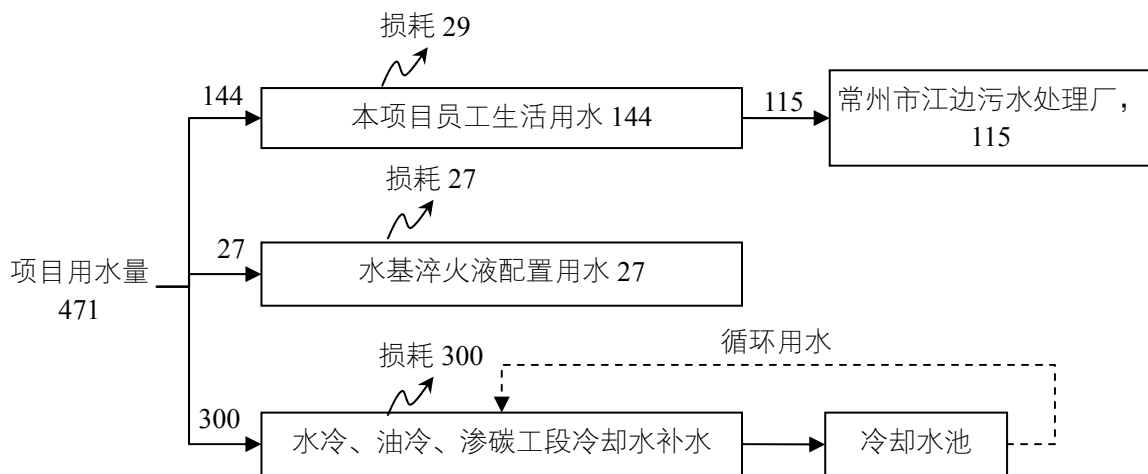 损耗 29
144
本项目员工生活用水 144
115
常州市江边污水处理厂，
115
损耗 27
27
水基淬火液配置用水 27
项目用水量
471
损耗 300
循环用水
300
水冷、油冷、渗碳工段冷却水补水
冷却水池